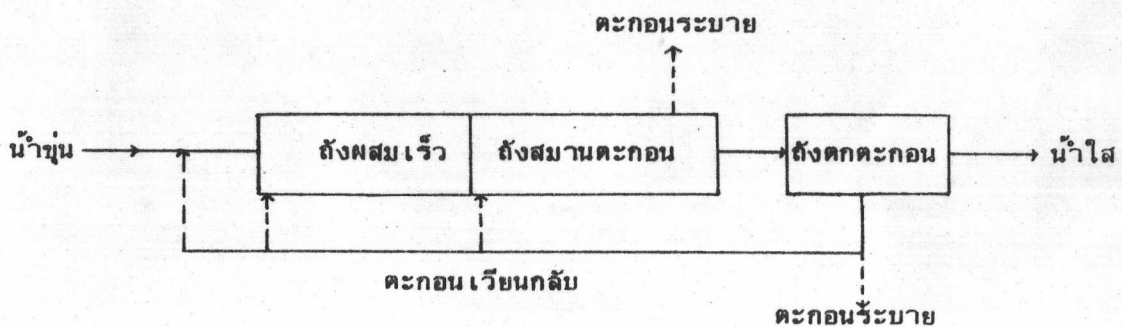 ตะกอนระบาย
น้ำขุ่น ถังผสมเร็ว ถังสมานตะกอน ถังตกตะกอน น้ำใส
ตะกอนเวียนกลับ
ตะกอนระบาย